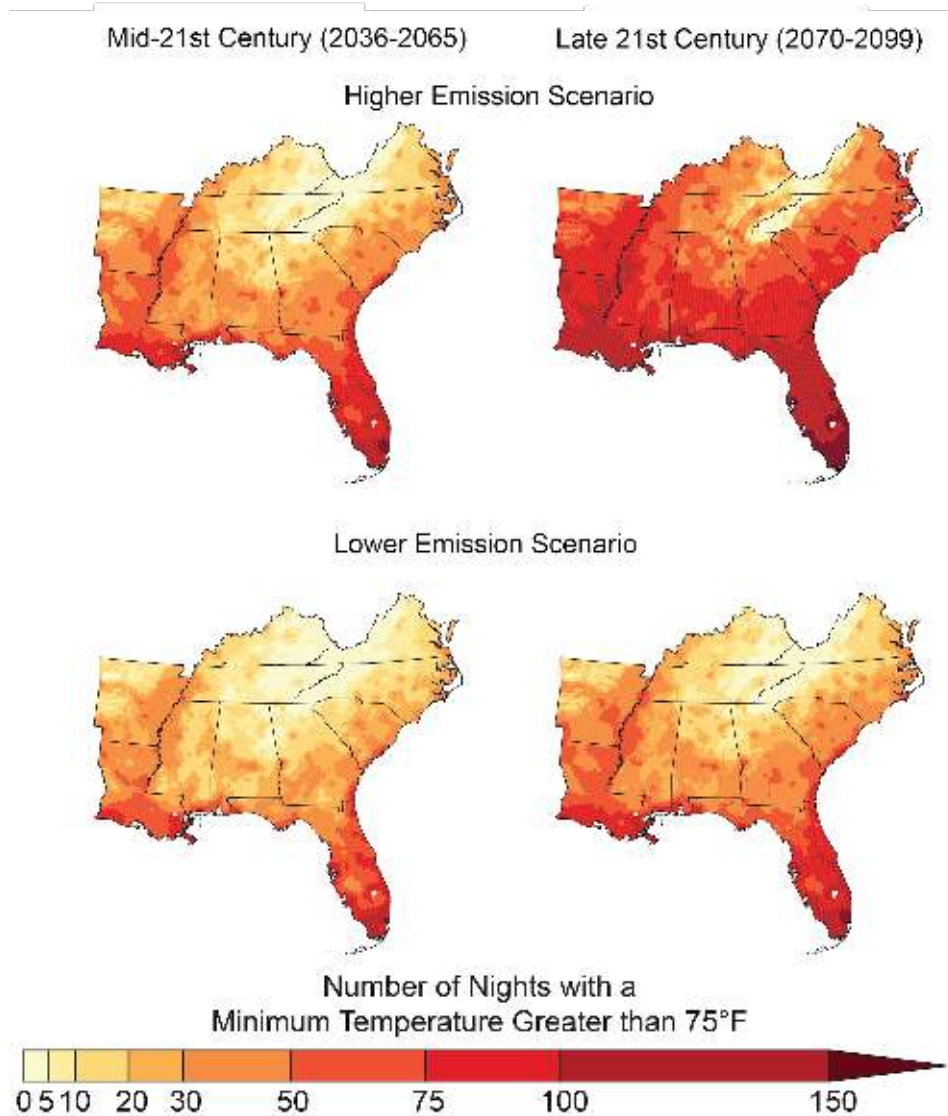 Mid-21st Century (2036-2065)
Late 21st Century (2070-2099)
Higher Emission Scenario
Lower Emission Scenario
Number of Nights with a
Minimum Temperature Greater than 75°F
0 5 10 20 30 50 75 100 150